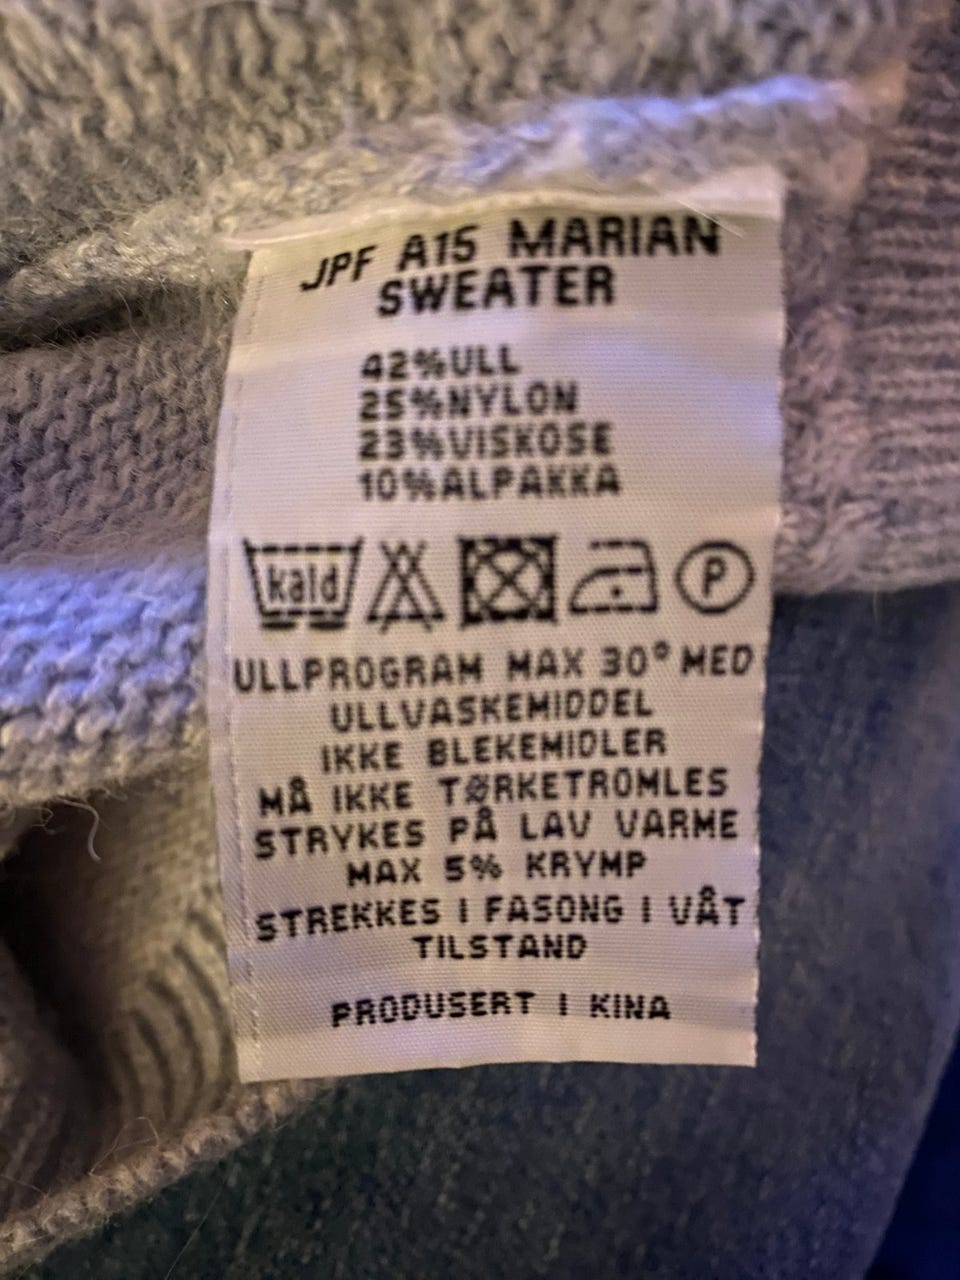 JPF A15 MARIAN
SWEATER
42%ULL
25%NYLON
23%VISKOSE
10%ALPAKKA
kald P
ULLPROGRAM MAX 30° MED
ULLVASKEMIDDEL
IKKE BLEKEMIDLER
MÅ IKKE TØRKETROMLES
STRYKES PÅ LAV VARME
MAX 5% KRYMP
STREKKES I FASONG I VÅT
TILSTAND
PRODUSERT I KINA